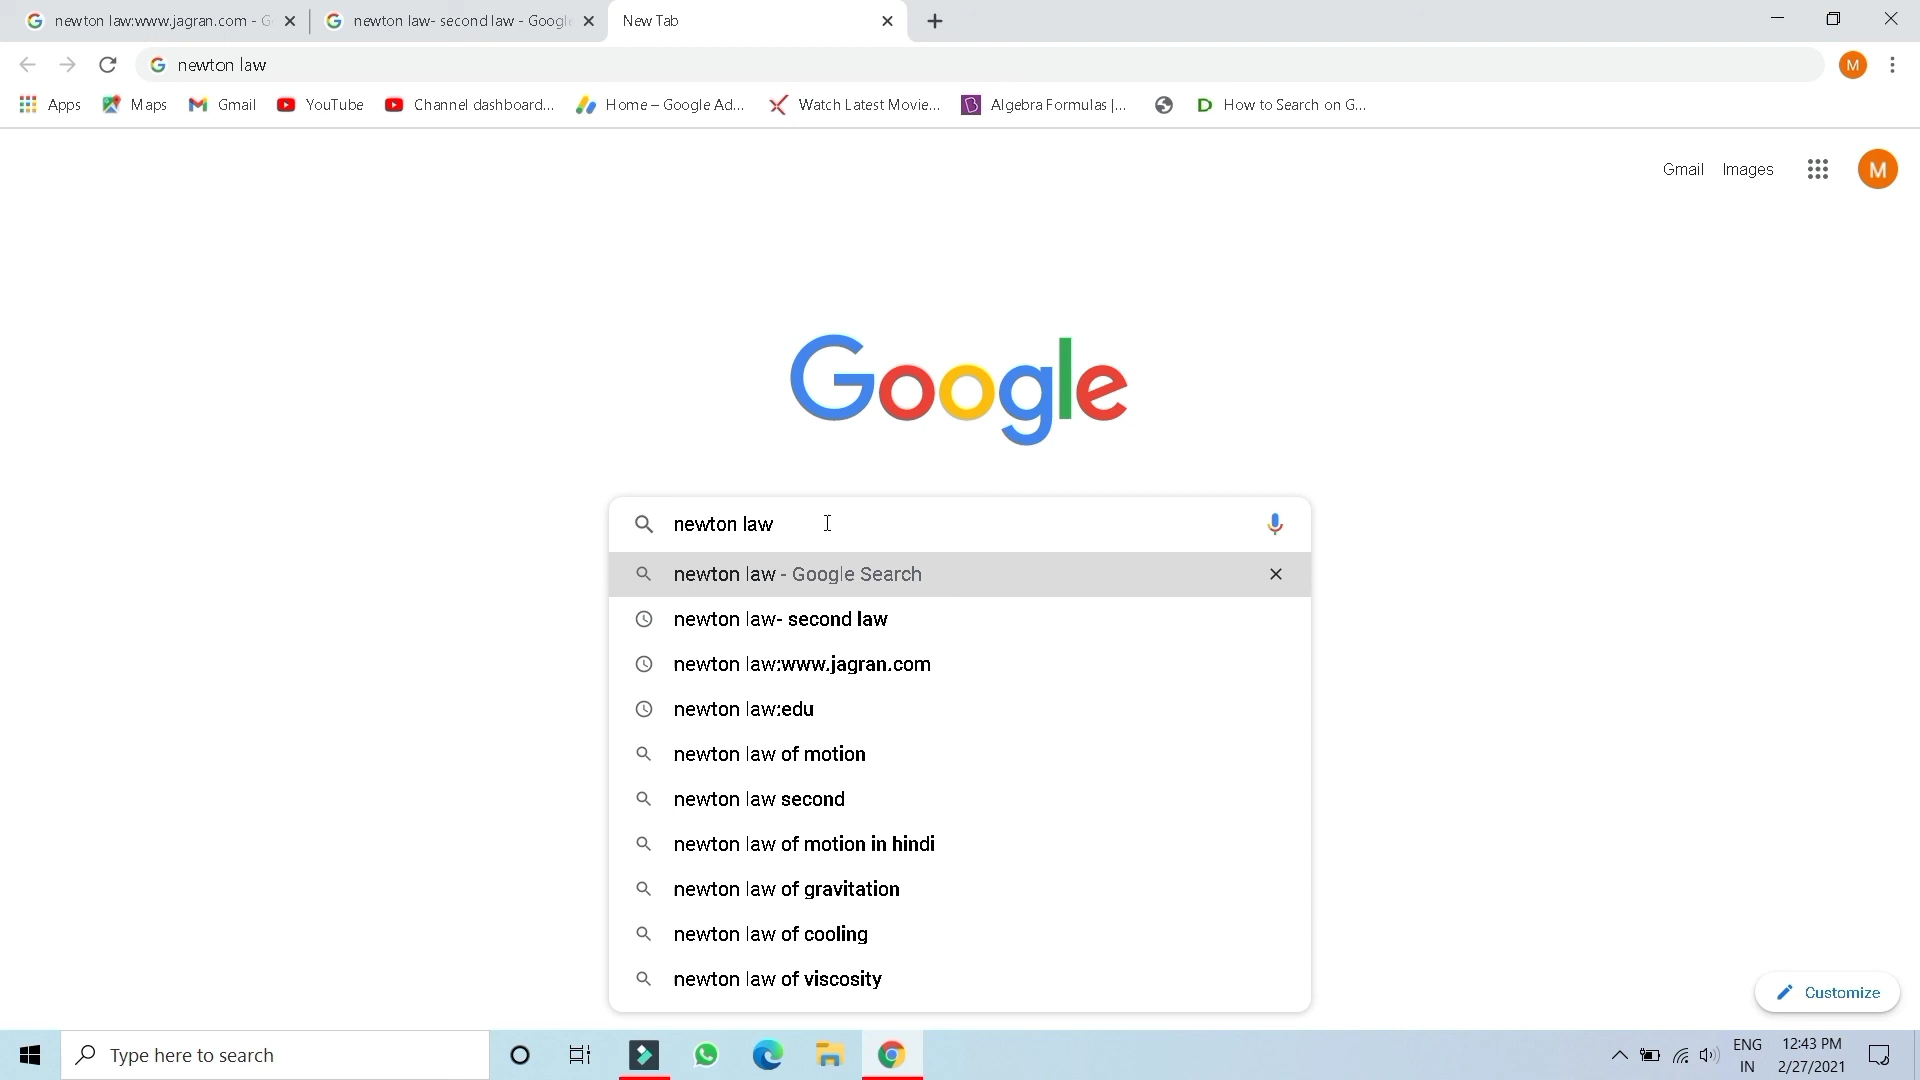 newton law:www.jagran.com - G
newton law- second law - Google
New Tab
newton law
M
Apps
Maps
Gmail
YouTube
Channel dashboard...
Home – Google Ad...
Watch Latest Movie...
Algebra Formulas |...
How to Search on G...
Gmail
Images
M
Google
newton law
newton law - Google Search
newton law- second law
newton law:www.jagran.com
newton law:edu
newton law of motion
newton law second
newton law of motion in hindi
newton law of gravitation
newton law of cooling
newton law of viscosity
Customize
Type here to search
ENG
IN
12:43 PM
2/27/2021